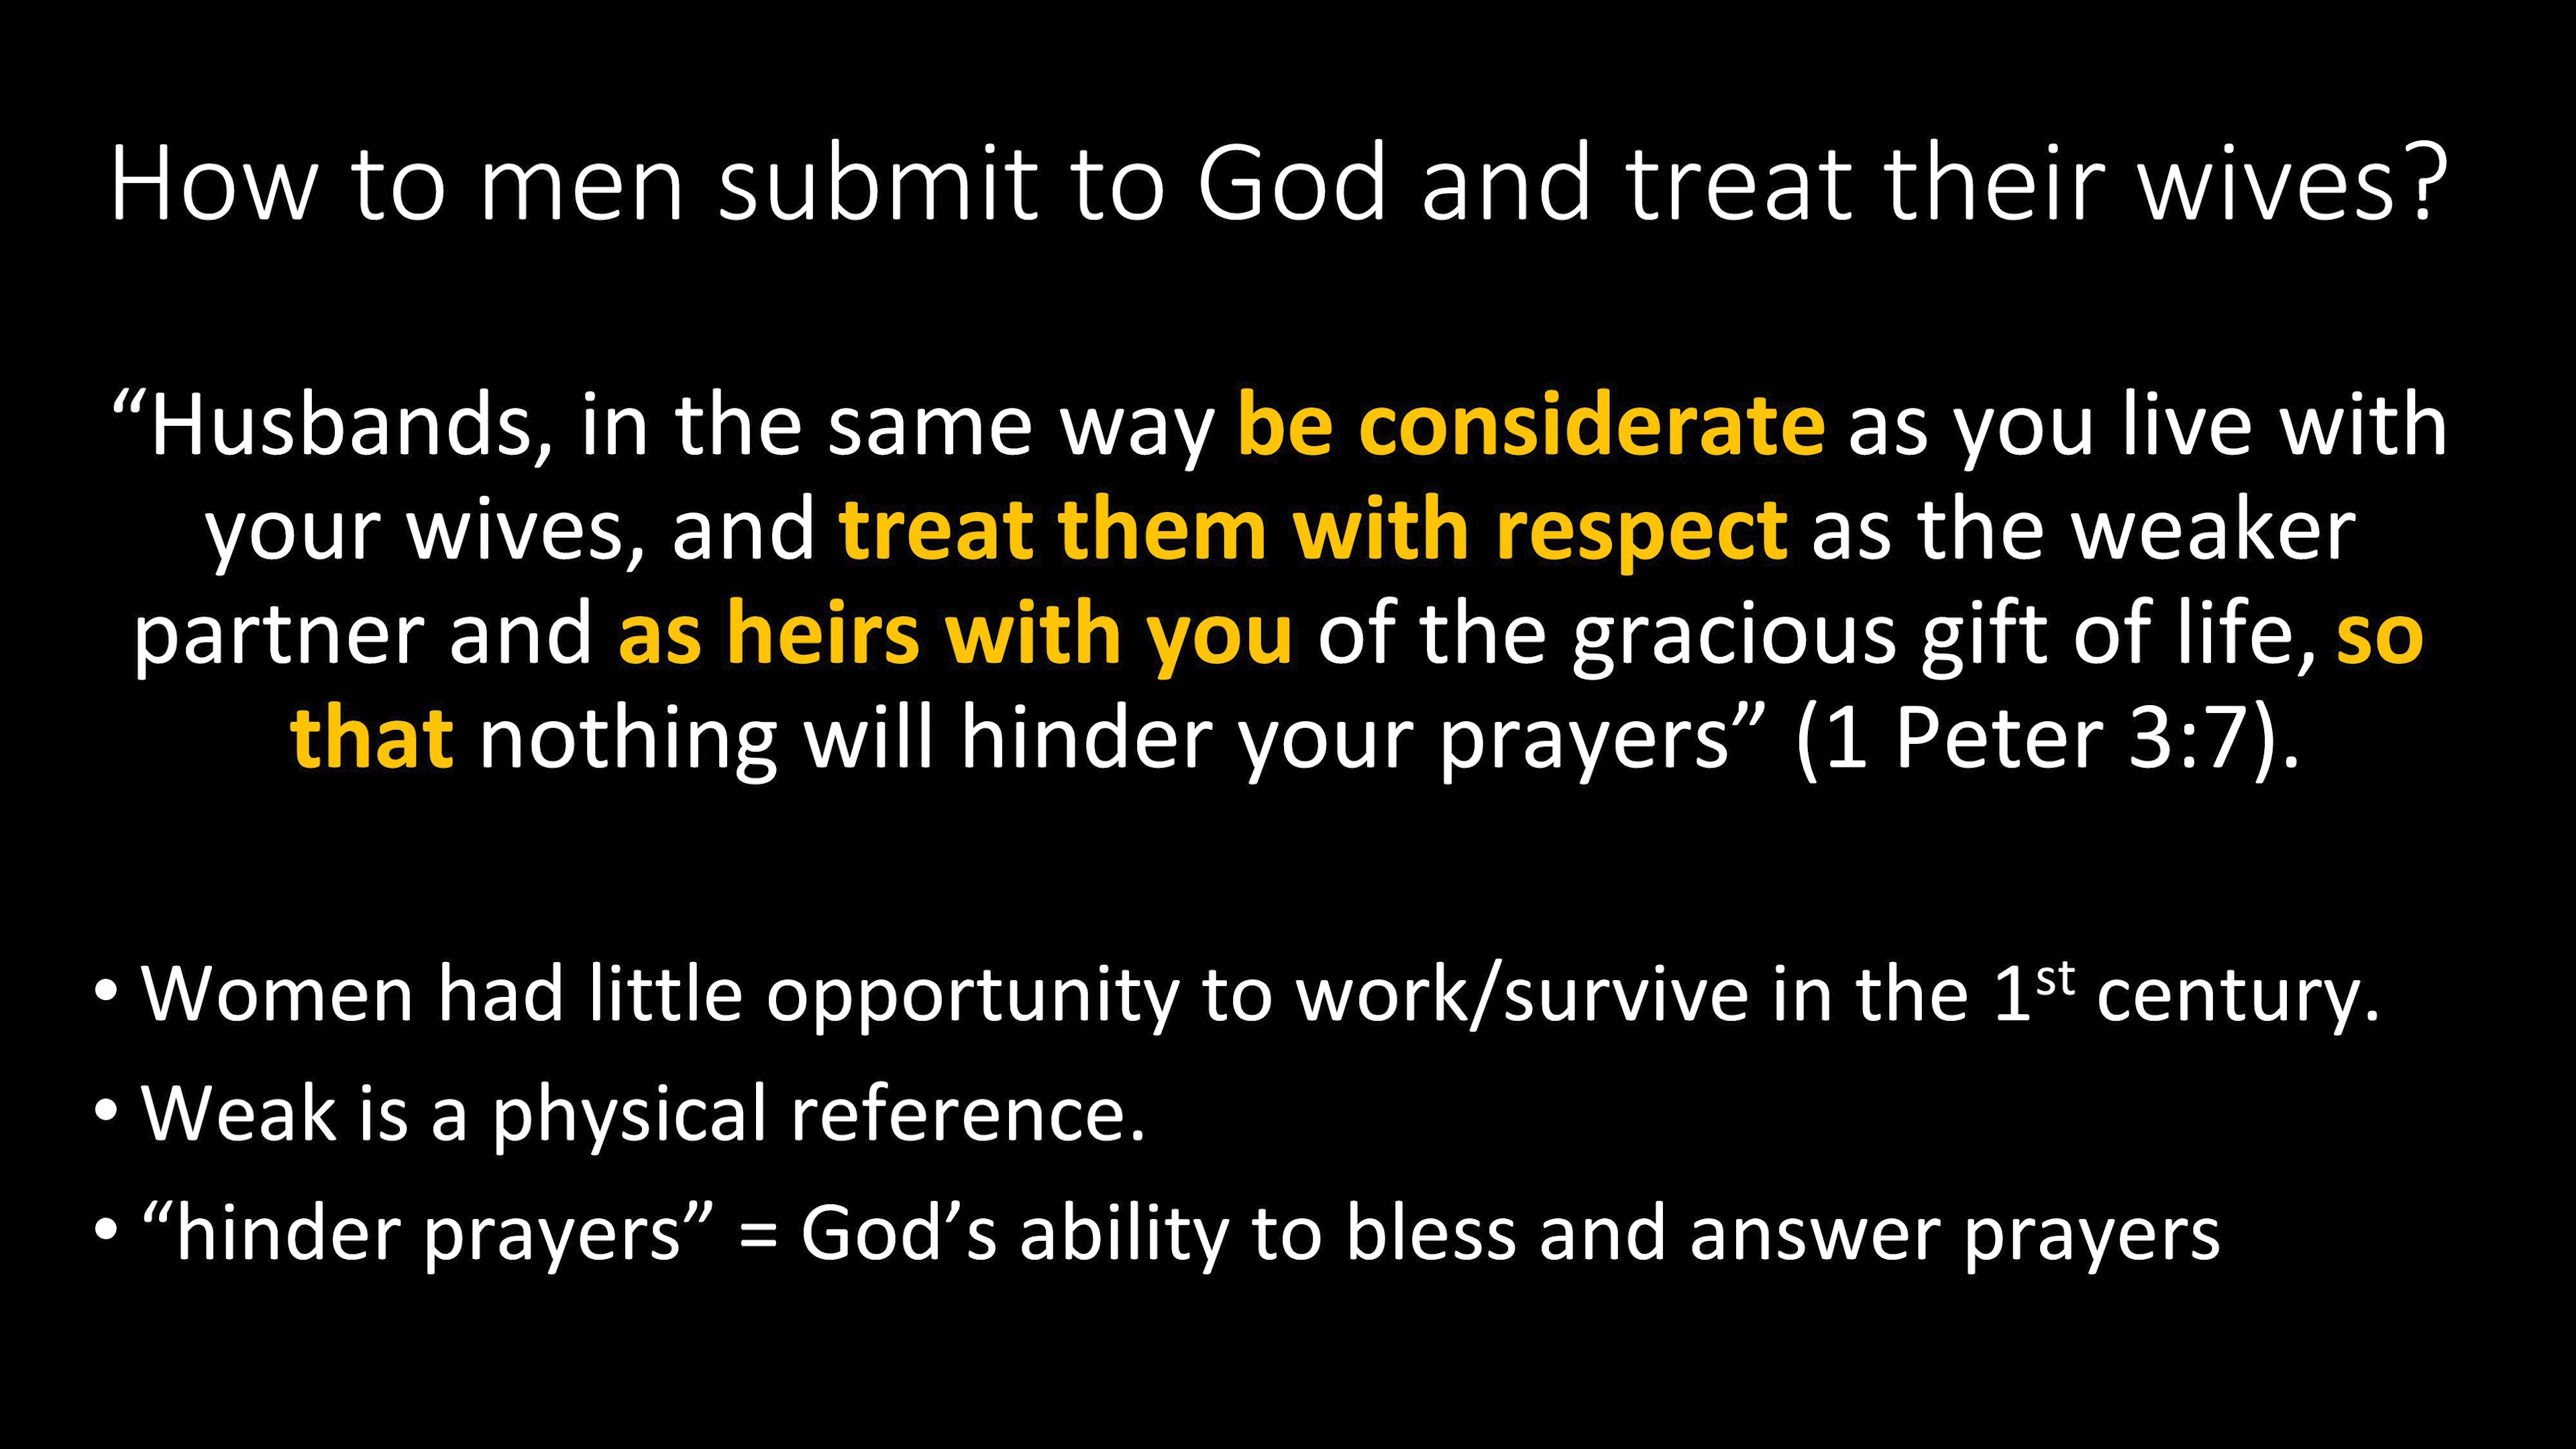 How to men submit to God and treat their wives?
“Husbands, in the same way be considerate as you live with
your wives, and treat them with respect as the weaker
partner and as heirs with you of the gracious gift of life, so
that nothing will hinder your prayers” (1 Peter 3:7).
• Women had little opportunity to work/survive in the 1st century.
• Weak is a physical reference.
• “hinder prayers” = God’s ability to bless and answer prayers